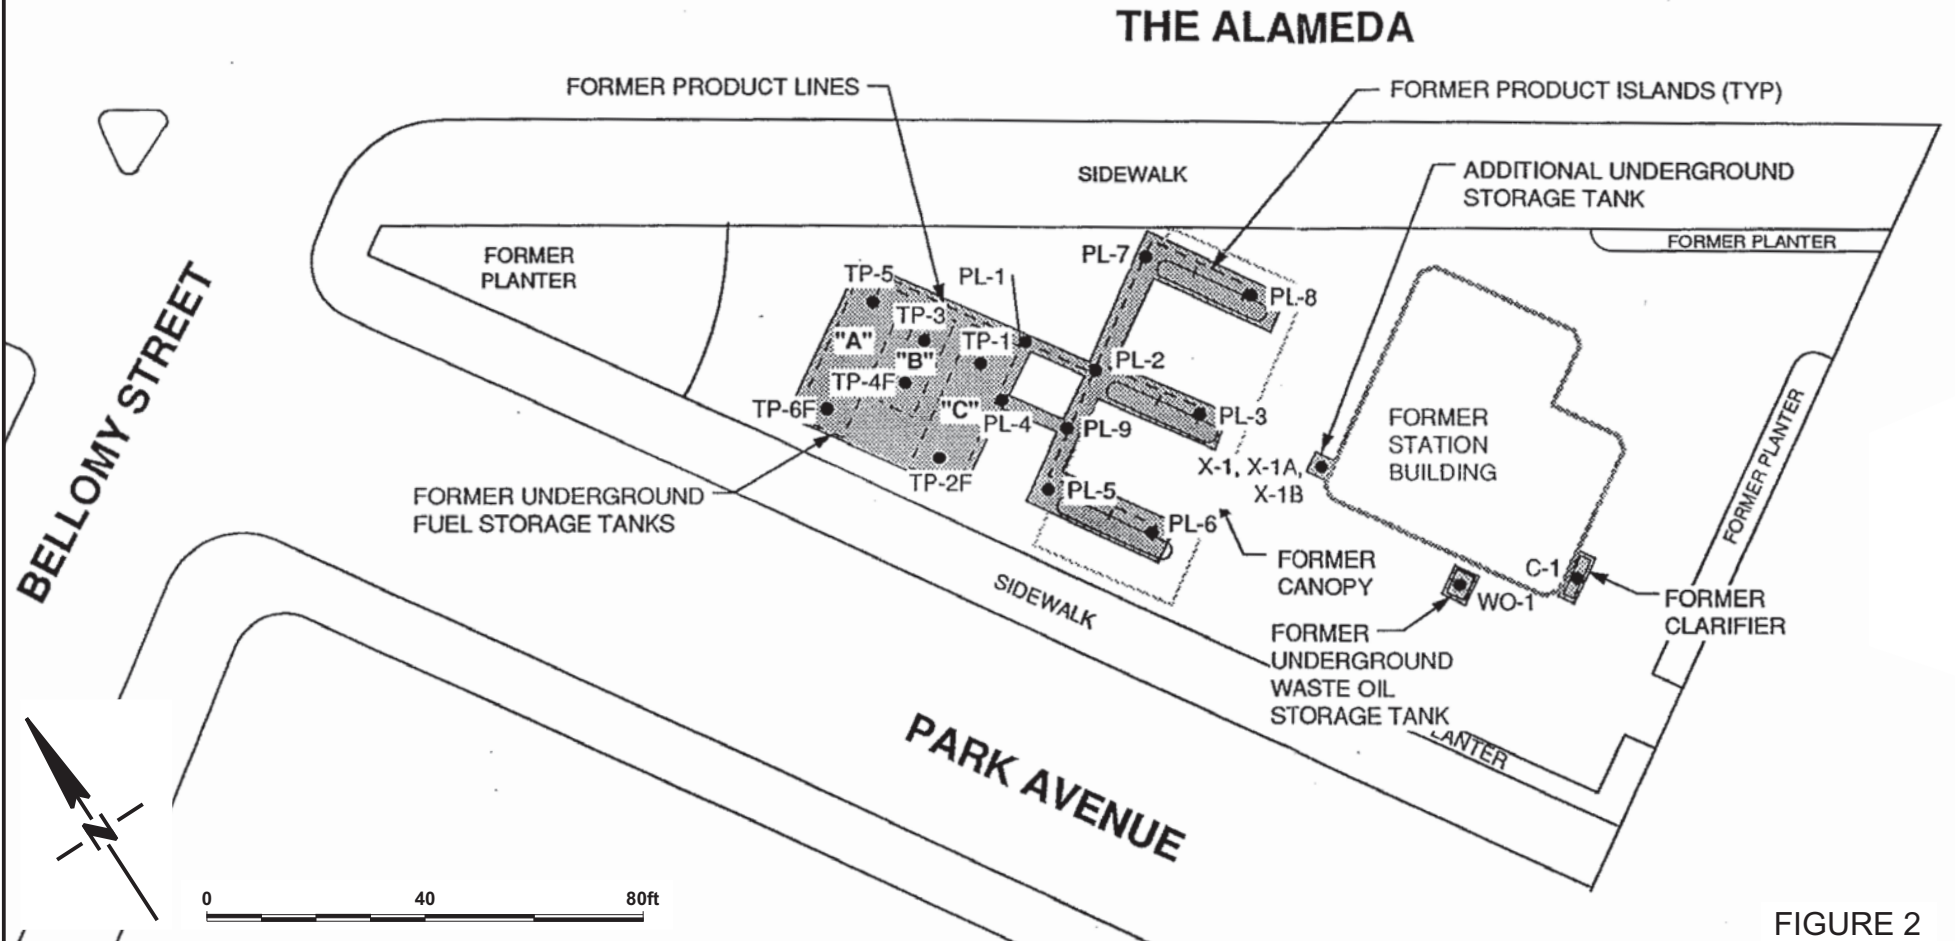 THE ALAMEDA
FORMER PRODUCT LINES
FORMER PRODUCT ISLANDS (TYP)
SIDEWALK
ADDITIONAL UNDERGROUND
STORAGE TANK
FORMER PLANTER
FORMER
PLANTER
BELLOMY STREET
TP-5
PL-1
PL-7
PL-8
TP-3
TP-1
"A"
"B"
PL-2
TP-4F
TP-6F
"C"
PL-4
PL-9
PL-3
FORMER
STATION
BUILDING
FORMER PLANTER
X-1, X-1A,
X-1B
TP-2F
PL-5
PL-6
FORMER UNDERGROUND
FUEL STORAGE TANKS
FORMER
CANOPY
C-1
WO-1
FORMER
CLARIFIER
SIDEWALK
FORMER
UNDERGROUND
WASTE OIL
STORAGE TANK
LANTER
PARK AVENUE
N
0 40 80ft
FIGURE 2